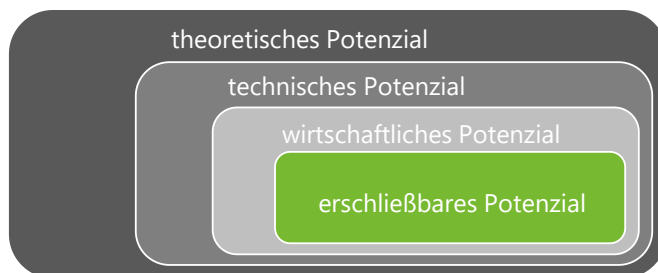 theoretisches Potenzial
technisches Potenzial
wirtschaftliches Potenzial
erschließbares Potenzial